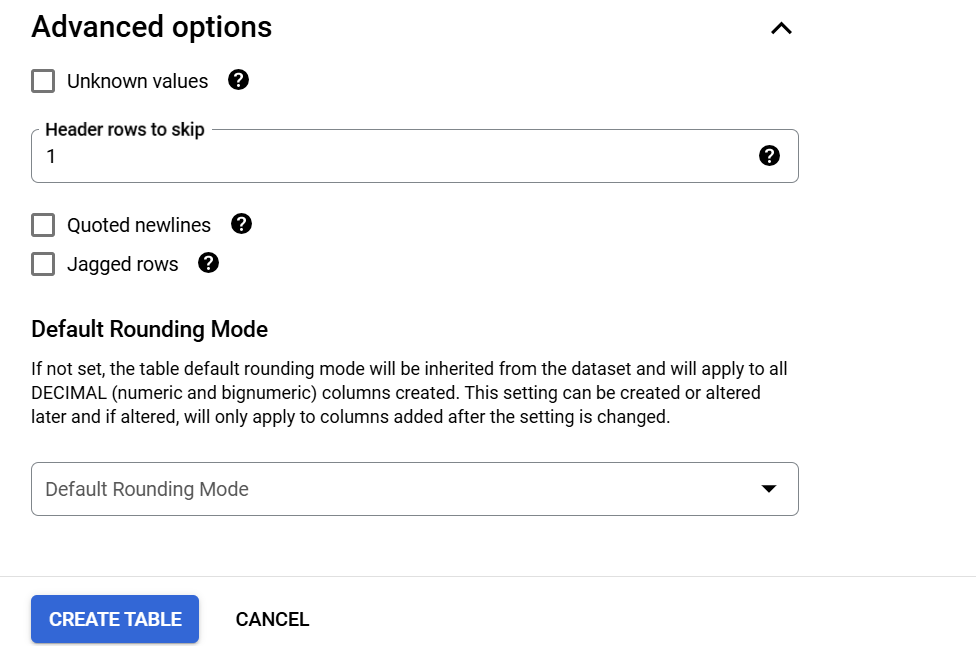 Advanced options
Unknown values
Header rows to skip
1
Quoted newlines
Jagged rows
Default Rounding Mode
If not set, the table default rounding mode will be inherited from the dataset and will apply to all
DECIMAL (numeric and bignumeric) columns created. This setting can be created or altered
later and if altered, will only apply to columns added after the setting is changed.
Default Rounding Mode
CREATE TABLE CANCEL